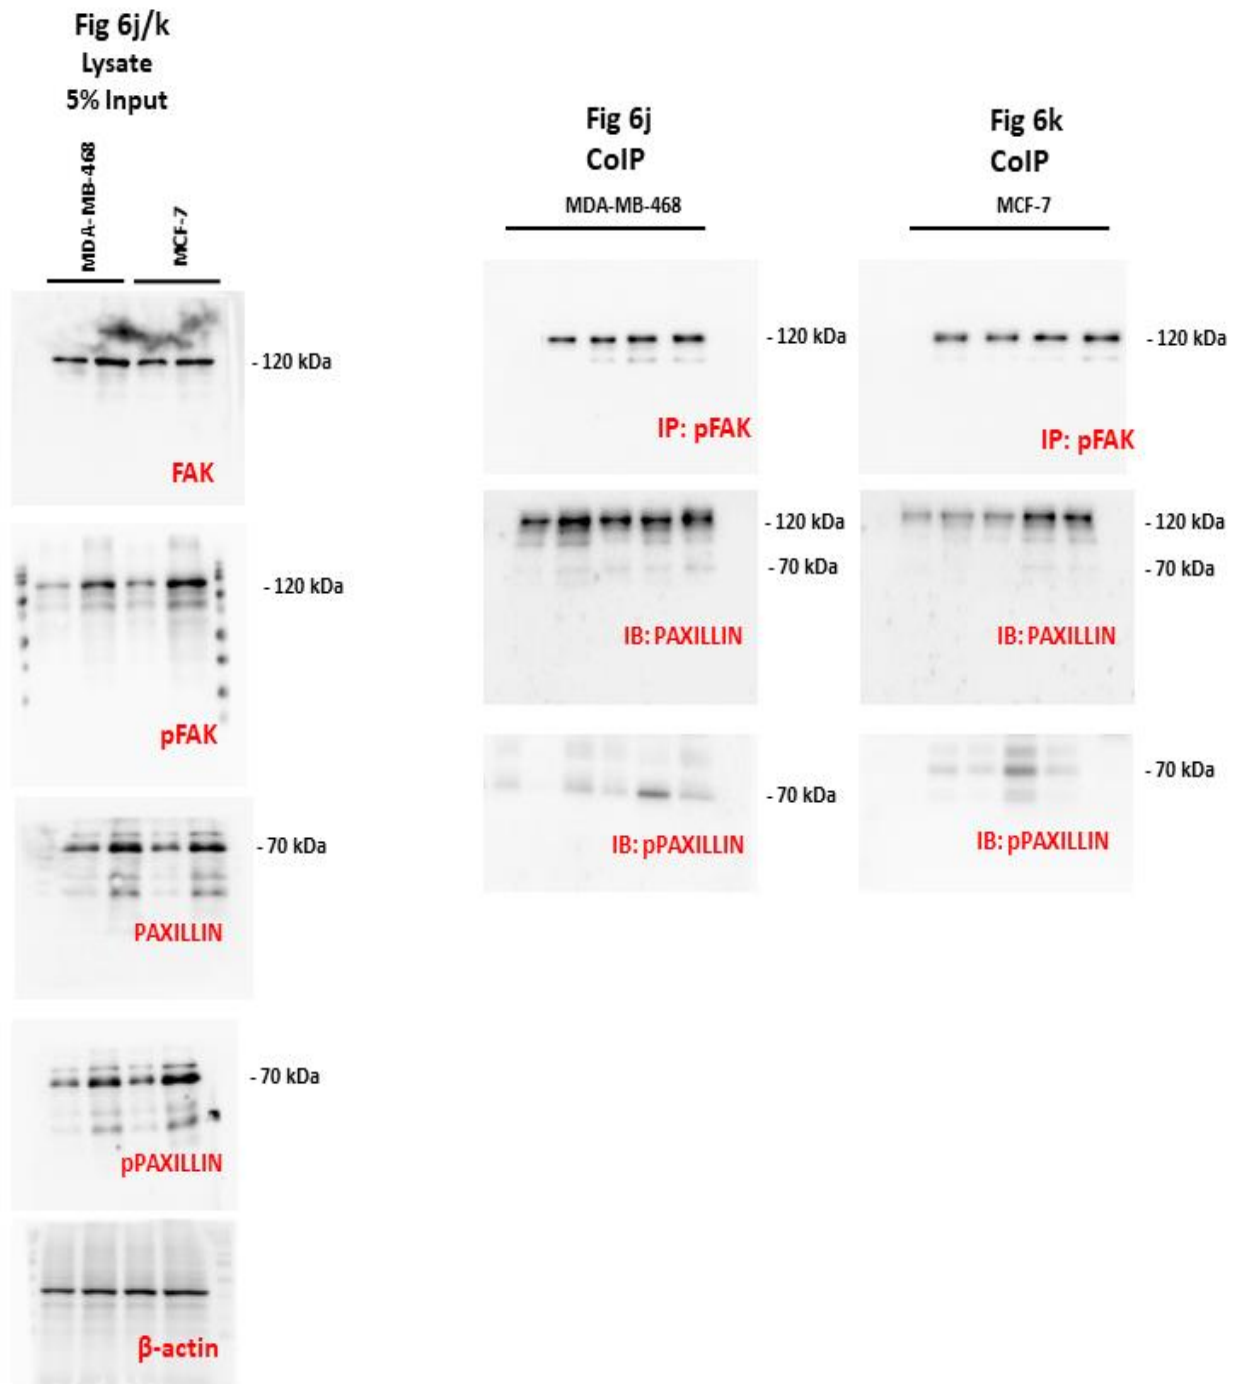 Fig 6j/k
Lysate
5% Input
MDA-MB-468
MCF-7
- 120 kDa
FAK
- 120 kDa
pFAK
- 70 kDa
PAXILLIN
- 70 kDa
pPAXILLIN
β-actin
Fig 6j
CoIP
MDA-MB-468
- 120 kDa
IP: pFAK
- 120 kDa
- 70 kDa
IB: PAXILLIN
- 70 kDa
IB: pPAXILLIN
Fig 6k
CoIP
MCF-7
- 120 kDa
IP: pFAK
- 120 kDa
- 70 kDa
IB: PAXILLIN
- 70 kDa
IB: pPAXILLIN